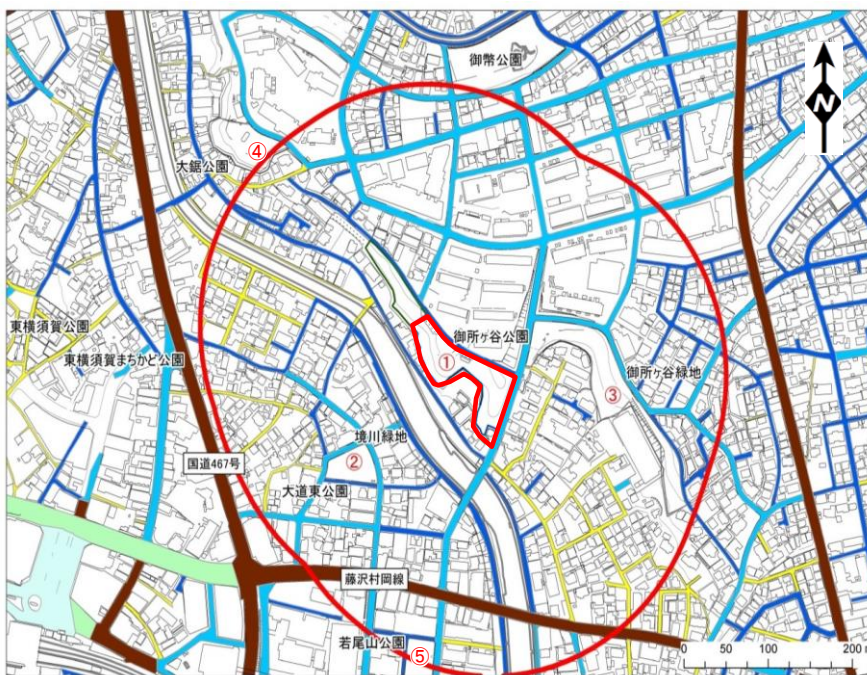 御幣公園
N
④
大鋸公園
東横須賀公園
御所ヶ谷公園
①
東横須賀まちかど公園
御所ヶ谷緑地
③
境川緑地
国道467号
②
大道東公園
藤沢村岡線
若尾山公園
⑤
0 100 200